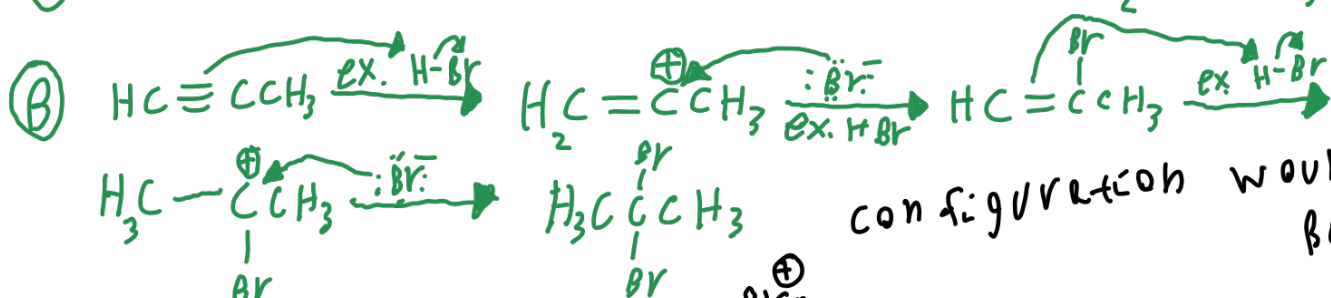 B HC≡CCH3 ex. H-Br H2C=CCH3 ⊕ :Br:⁻ ex. HBr HC=CCH3 Br ex H-Br
H3C—CCH3 ⊕ Br :Br:⁻ H3CCCH3 Br Br
configuration